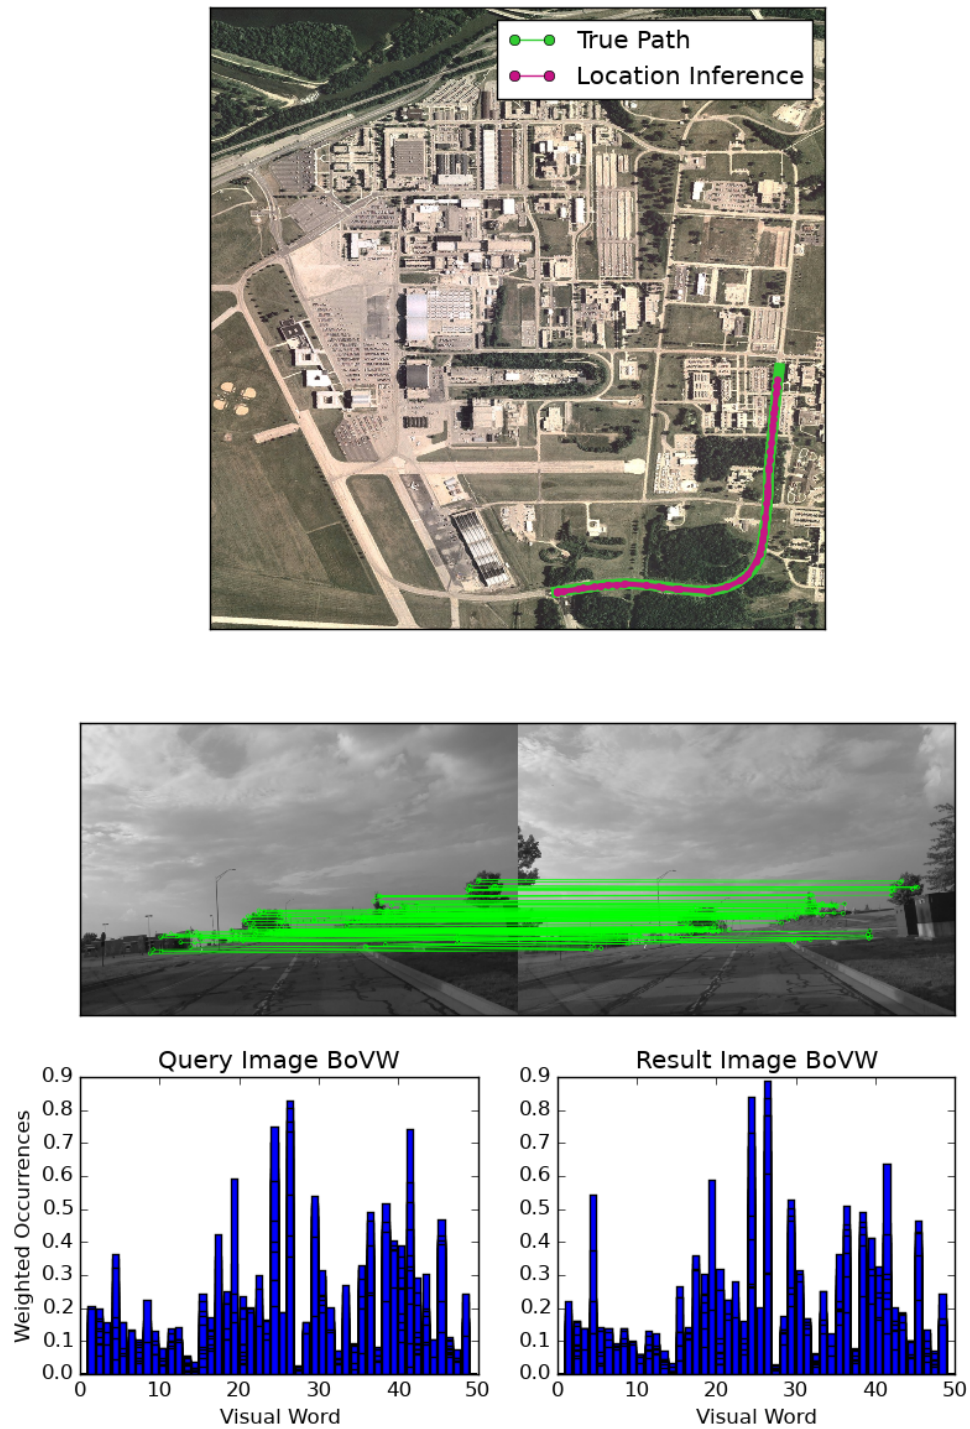 True Path
Location Inference
Query Image BoVW
Result Image BoVW
Weighted Occurrences
0.9
0.8
0.7
0.6
0.5
0.4
0.3
0.2
0.1
0.0
0 10 20 30 40 50
Visual Word
0.9
0.8
0.7
0.6
0.5
0.4
0.3
0.2
0.1
0.0
0 10 20 30 40 50
Visual Word